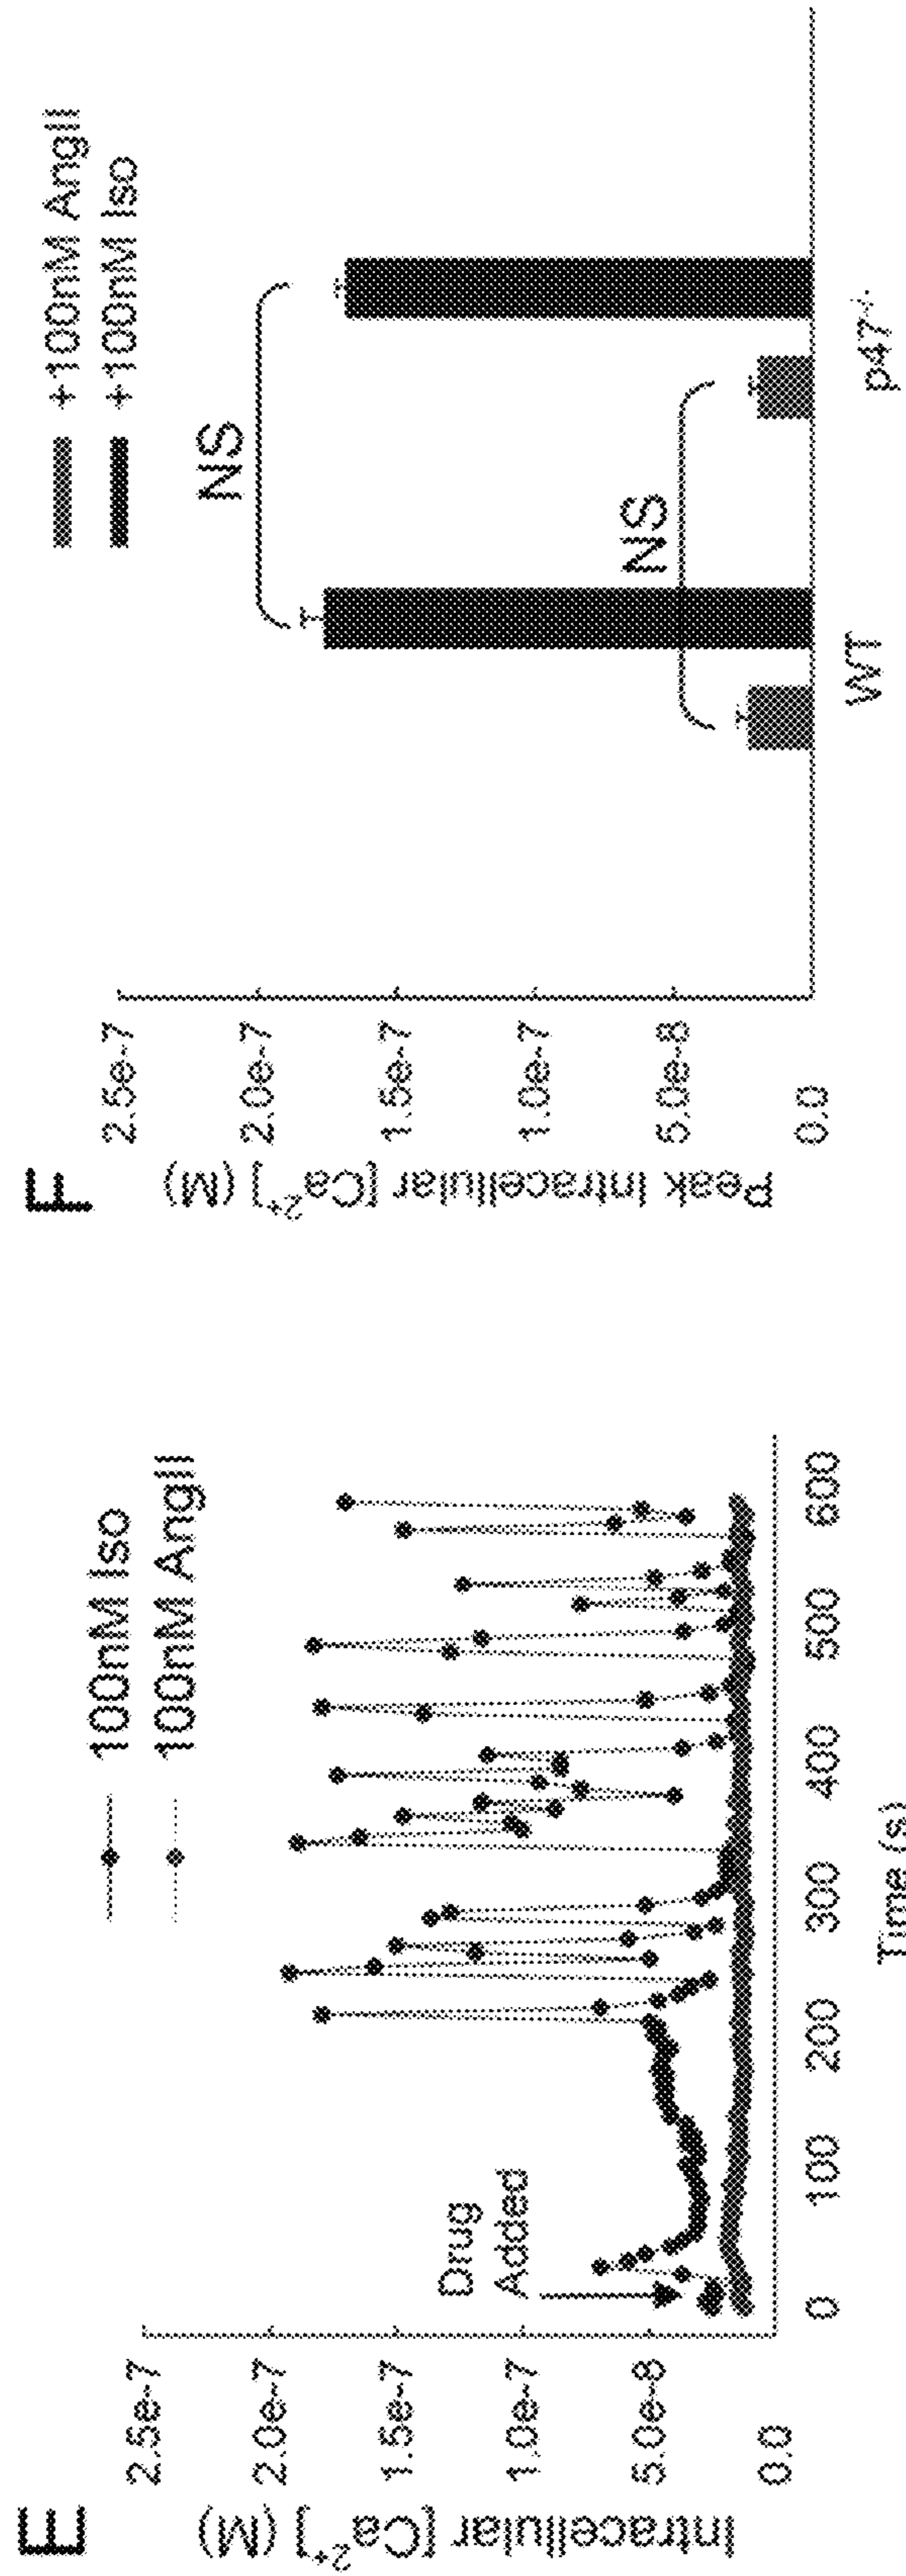 E
Intracellular [Ca²⁺] (M)
2.5e-7
2.0e-7
1.5e-7
1.0e-7
5.0e-8
0.0
100nM Iso
100nM AngII
Drug
Added
0 100 200 300 400 500 600
Time (s)
F
Peak Intracellular [Ca²⁺] (M)
2.5e-7
2.0e-7
1.5e-7
1.0e-7
5.0e-8
0.0
+100nM AngII
+100nM Iso
NS
NS
WT p47⁻/⁻